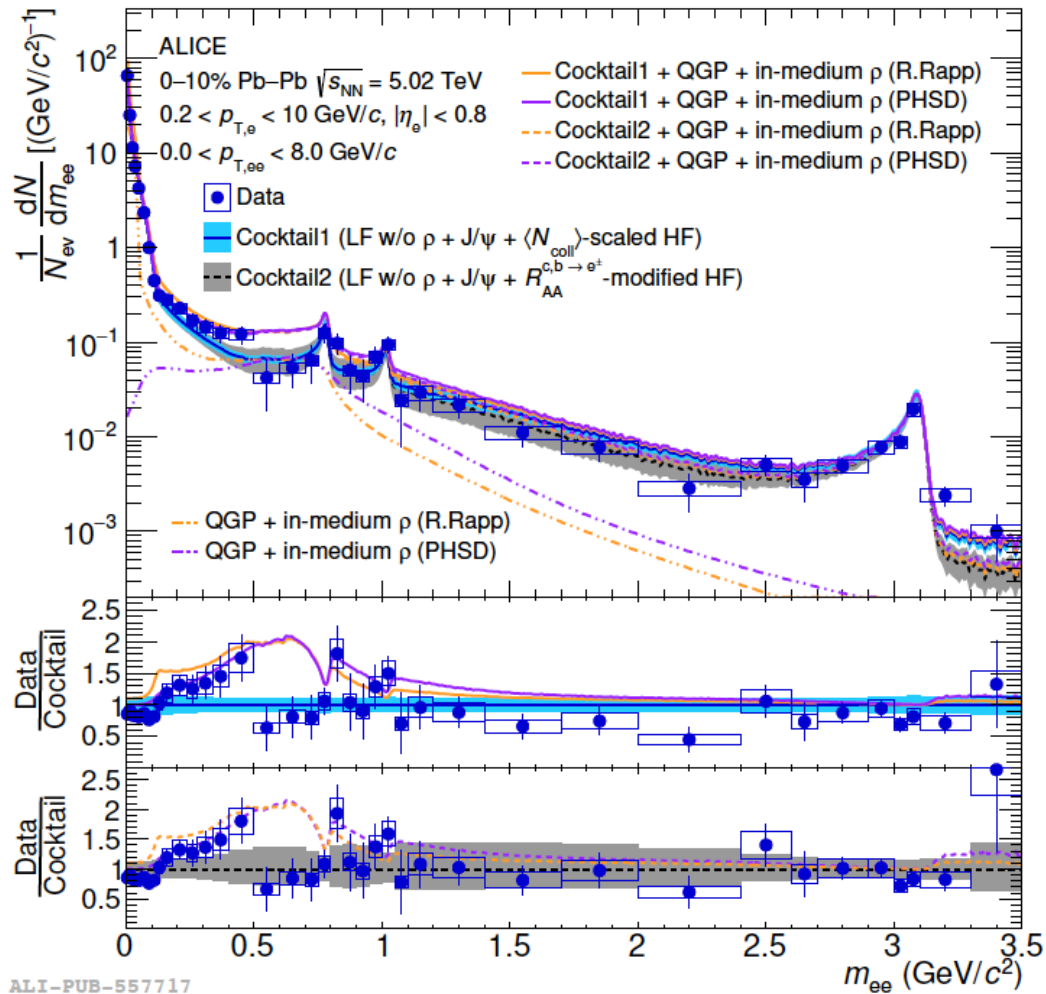 ALICE
0–10% Pb–Pb √sNN = 5.02 TeV
0.2 < pT,e < 10 GeV/c, |ηe| < 0.8
0.0 < pT,ee < 8.0 GeV/c
Data
Cocktail1 (LF w/o ρ + J/ψ + ⟨Ncoll⟩-scaled HF)
Cocktail2 (LF w/o ρ + J/ψ + RAA^c,b → e±-modified HF)
Cocktail1 + QGP + in-medium ρ (R.Rapp)
Cocktail1 + QGP + in-medium ρ (PHSD)
Cocktail2 + QGP + in-medium ρ (R.Rapp)
Cocktail2 + QGP + in-medium ρ (PHSD)
QGP + in-medium ρ (R.Rapp)
QGP + in-medium ρ (PHSD)
1/Nev dN/dmee [(GeV/c²)⁻¹]
10²
10
1
10⁻¹
10⁻²
10⁻³
Data
Cocktail
2.5
2
1.5
1
0.5
Data
Cocktail
2.5
2
1.5
1
0.5
0 0.5 1 1.5 2 2.5 3 3.5
mee (GeV/c²)
ALI-PUB-557717